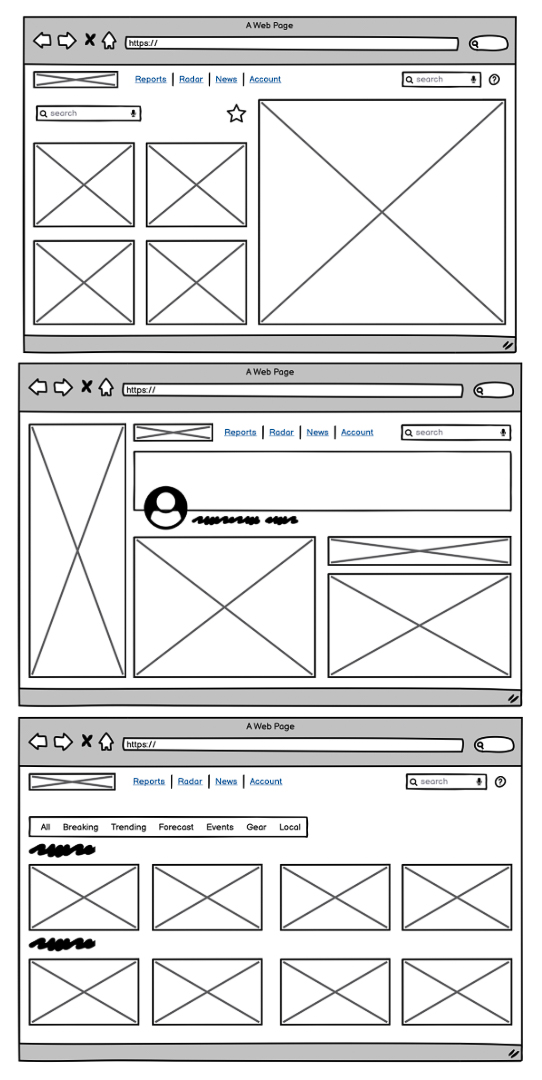 A Web Page
https://
Reports Radar News Account search ?
search
A Web Page
https://
Reports Radar News Account search
A Web Page
https://
Reports Radar News Account search ?
All Breaking Trending Forecast Events Gear Local